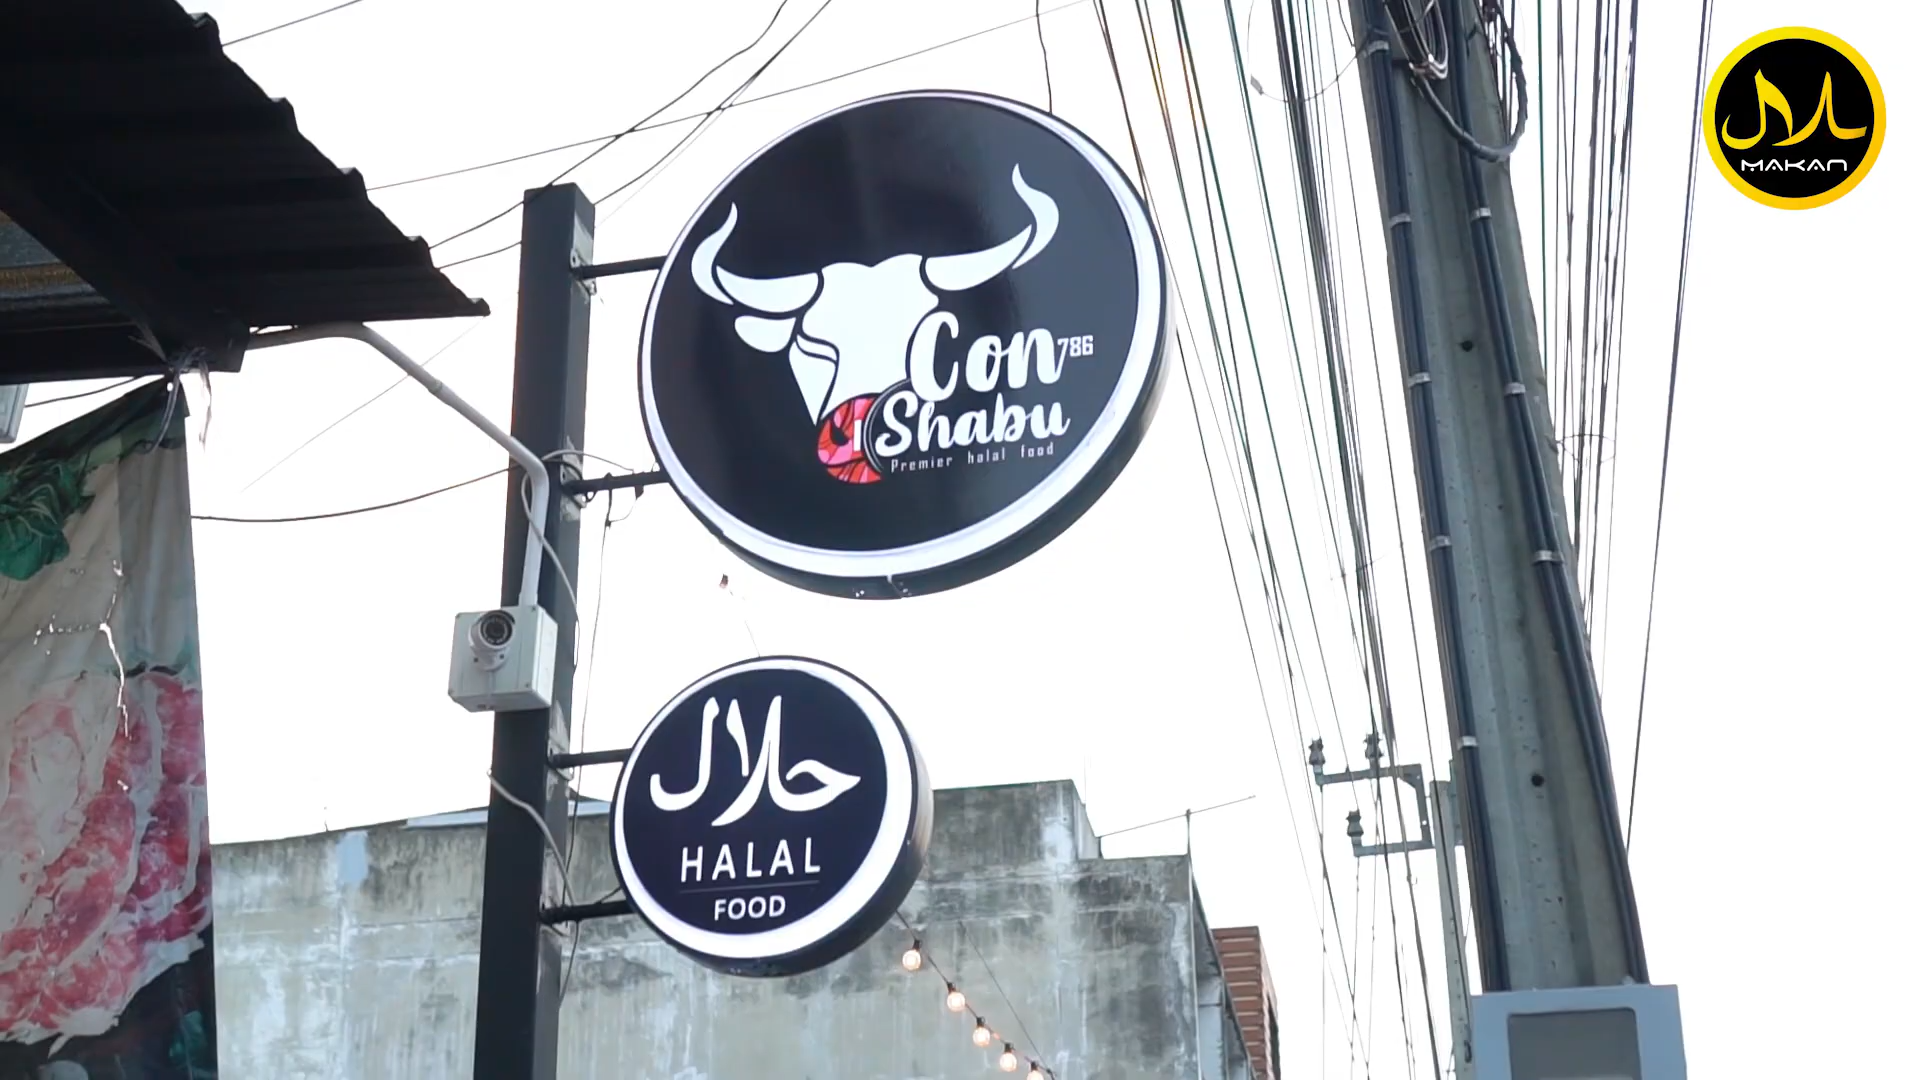 Con 786
Shabu
Premier halal food
حلال
HALAL
FOOD
MAKAN